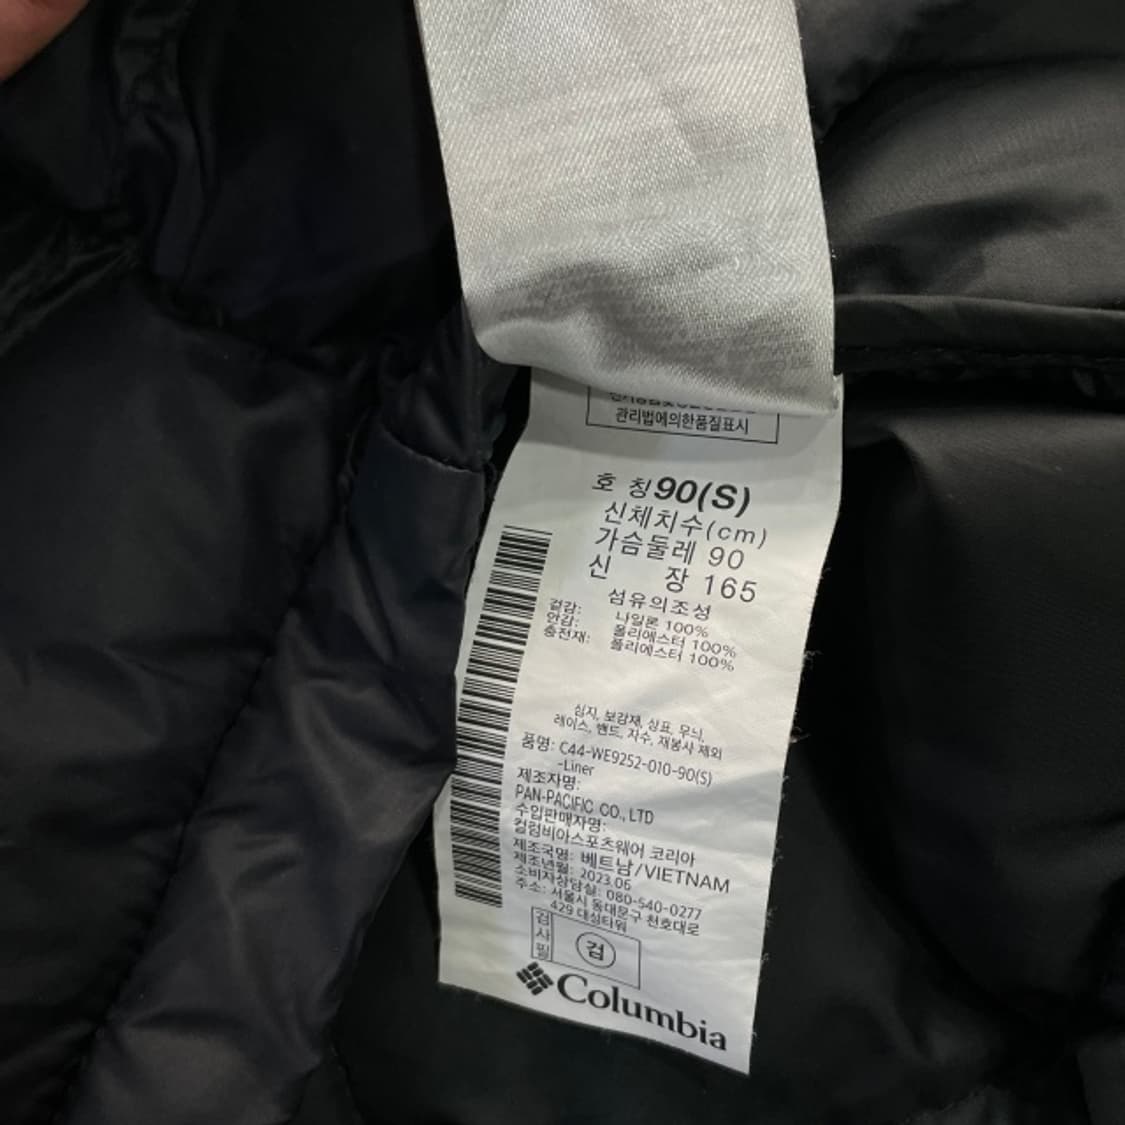 관리법에의한품질표시
호 칭 90(S)
신체치수(cm)
가슴둘레 90
신 장 165
섬유의조성
겉감: 나일론 100%
안감: 폴리에스터 100%
충전재: 폴리에스터 100%
심지, 보강재, 상표, 무늬,
레이스, 밴드, 자수, 재봉사 제외
품명: C44-WE9252-010-90(S)
-Liner
제조자명:
PAN-PACIFIC CO., LTD
수입판매자명:
컬럼비아스포츠웨어 코리아
제조국명: 베트남/VIETNAM
제조년월: 2023.06
소비자상담실: 080-540-0277
주소: 서울시 동대문구 천호대로
429 대성타워
검사필
검
Columbia